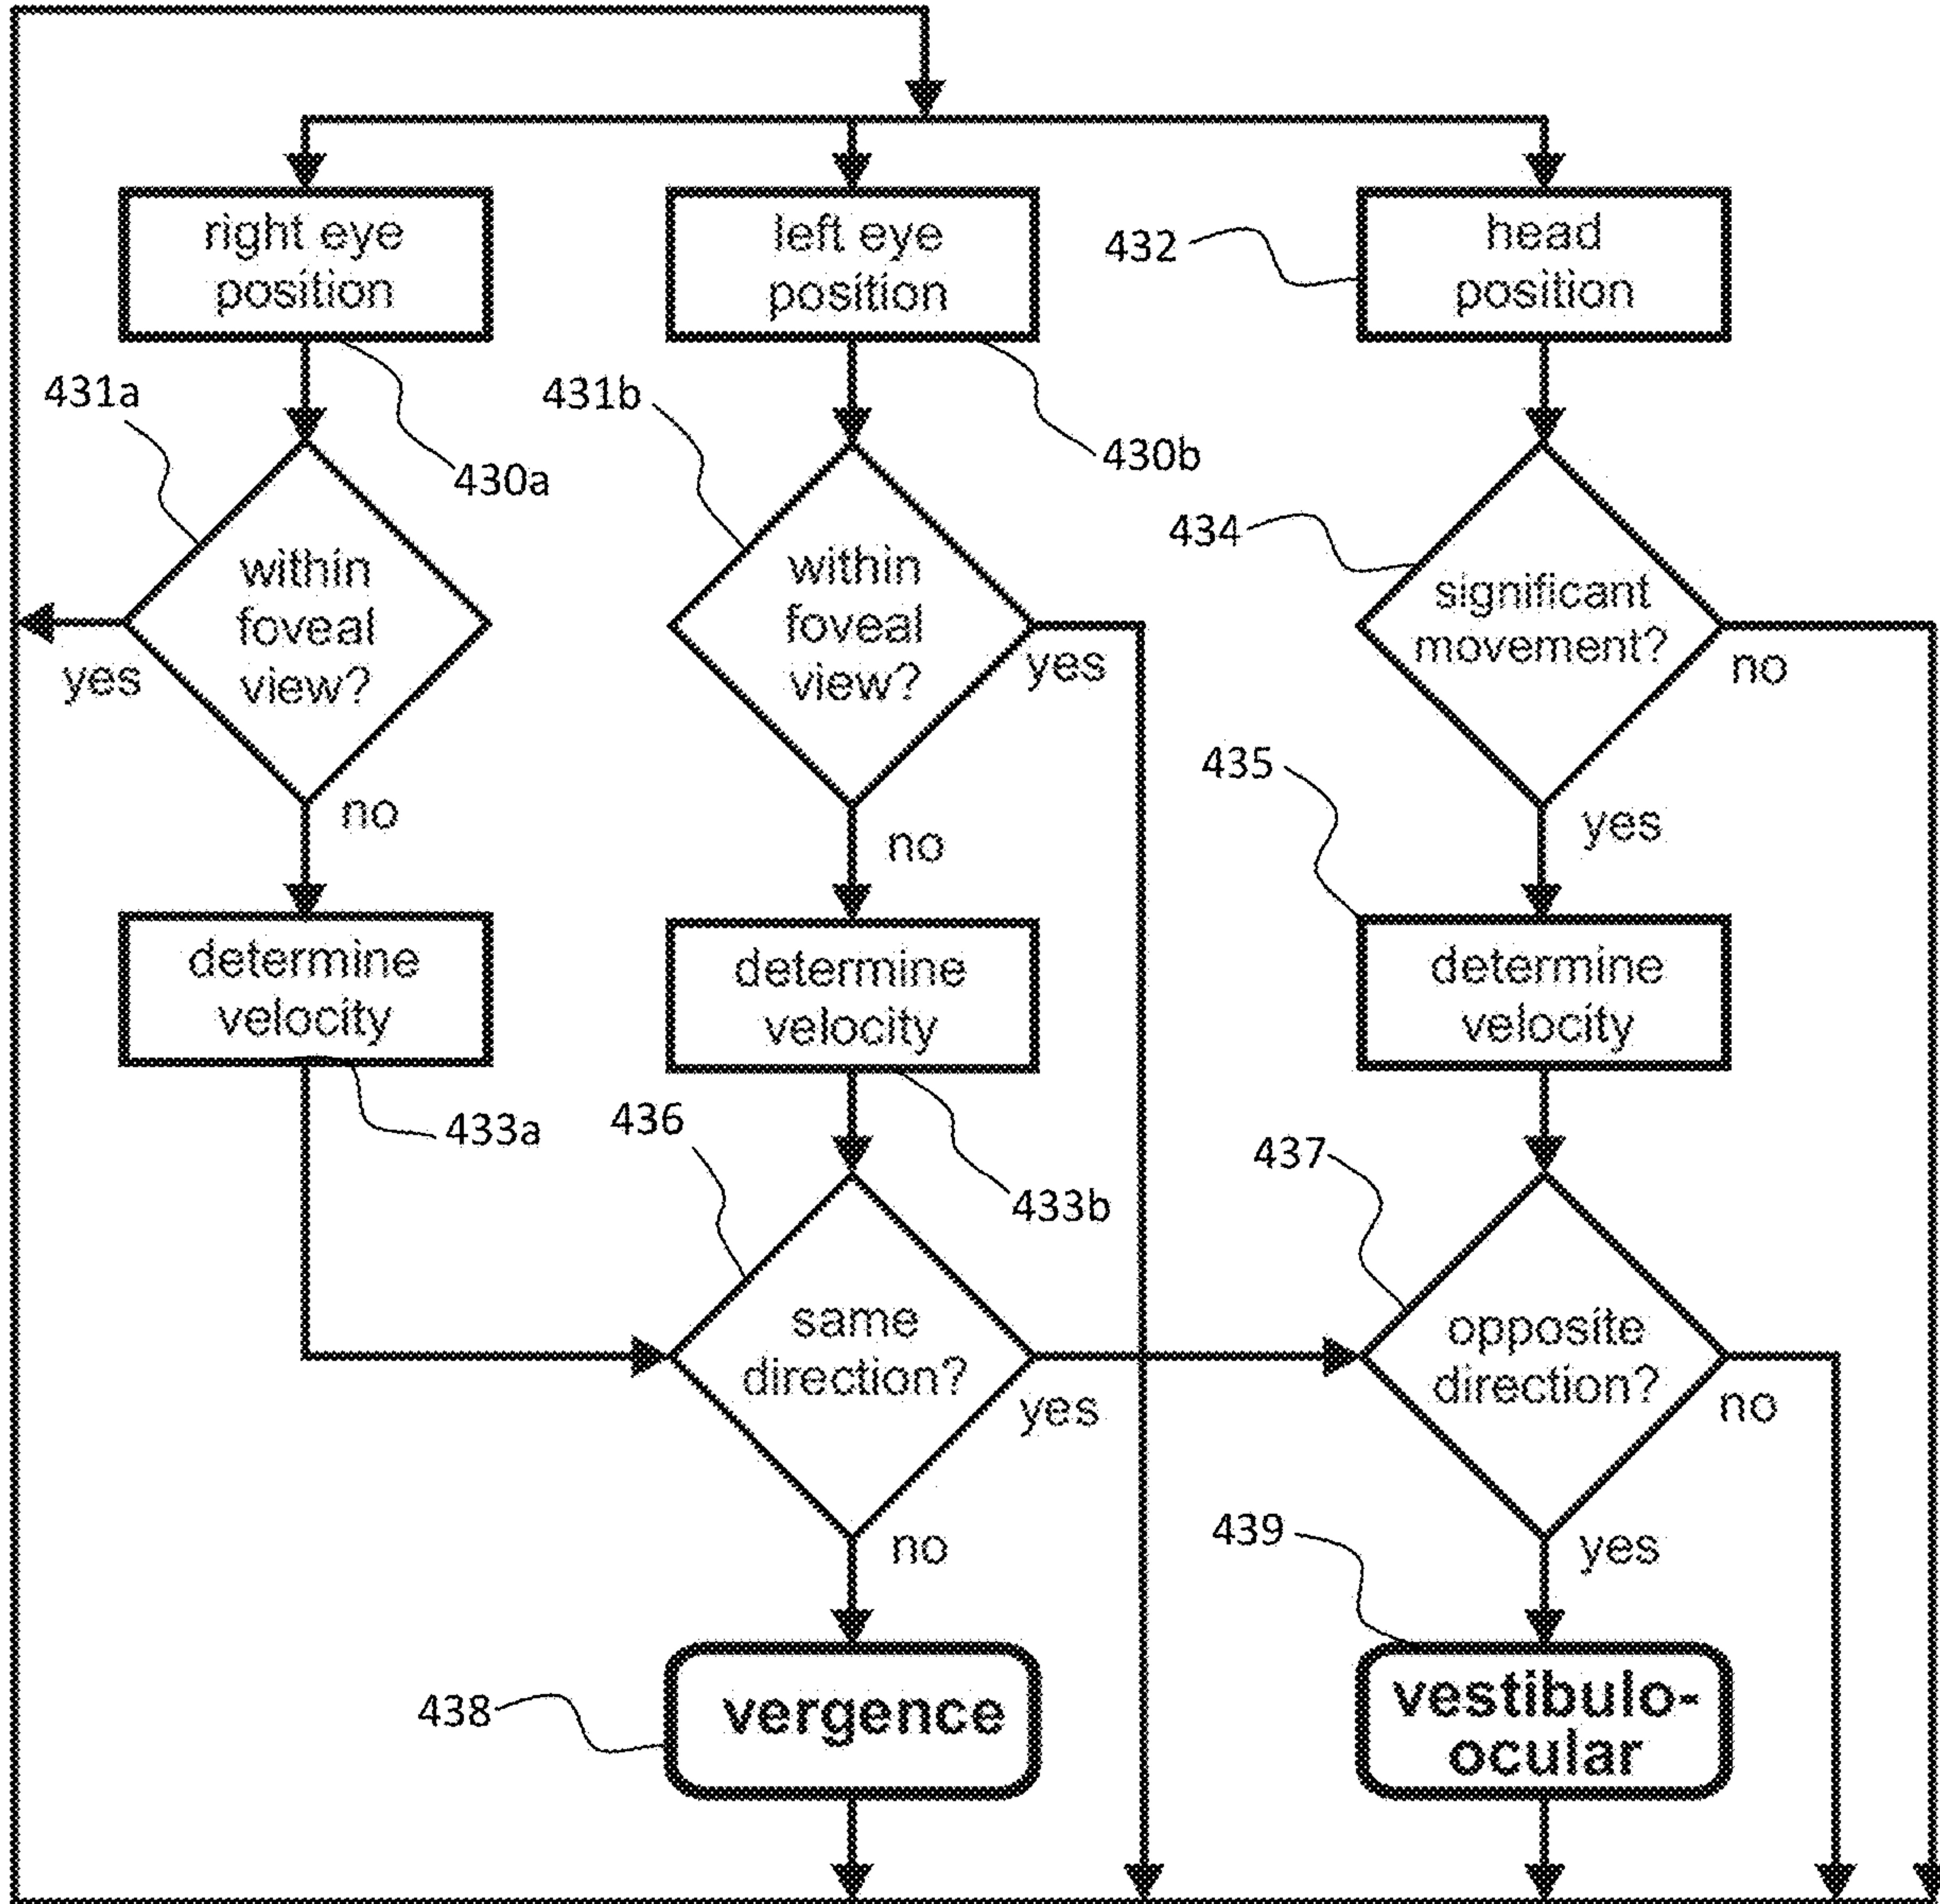 right eye
position
left eye
position
432
head
position
431a
430a
431b
430b
434
within
foveal
view?
yes
no
within
foveal
view?
yes
no
significant
movement?
no
yes
435
determine
velocity
433a
determine
velocity
433b
determine
velocity
436
same
direction?
yes
no
437
opposite
direction?
no
yes
438
vergence
439
vestibulo-
ocular